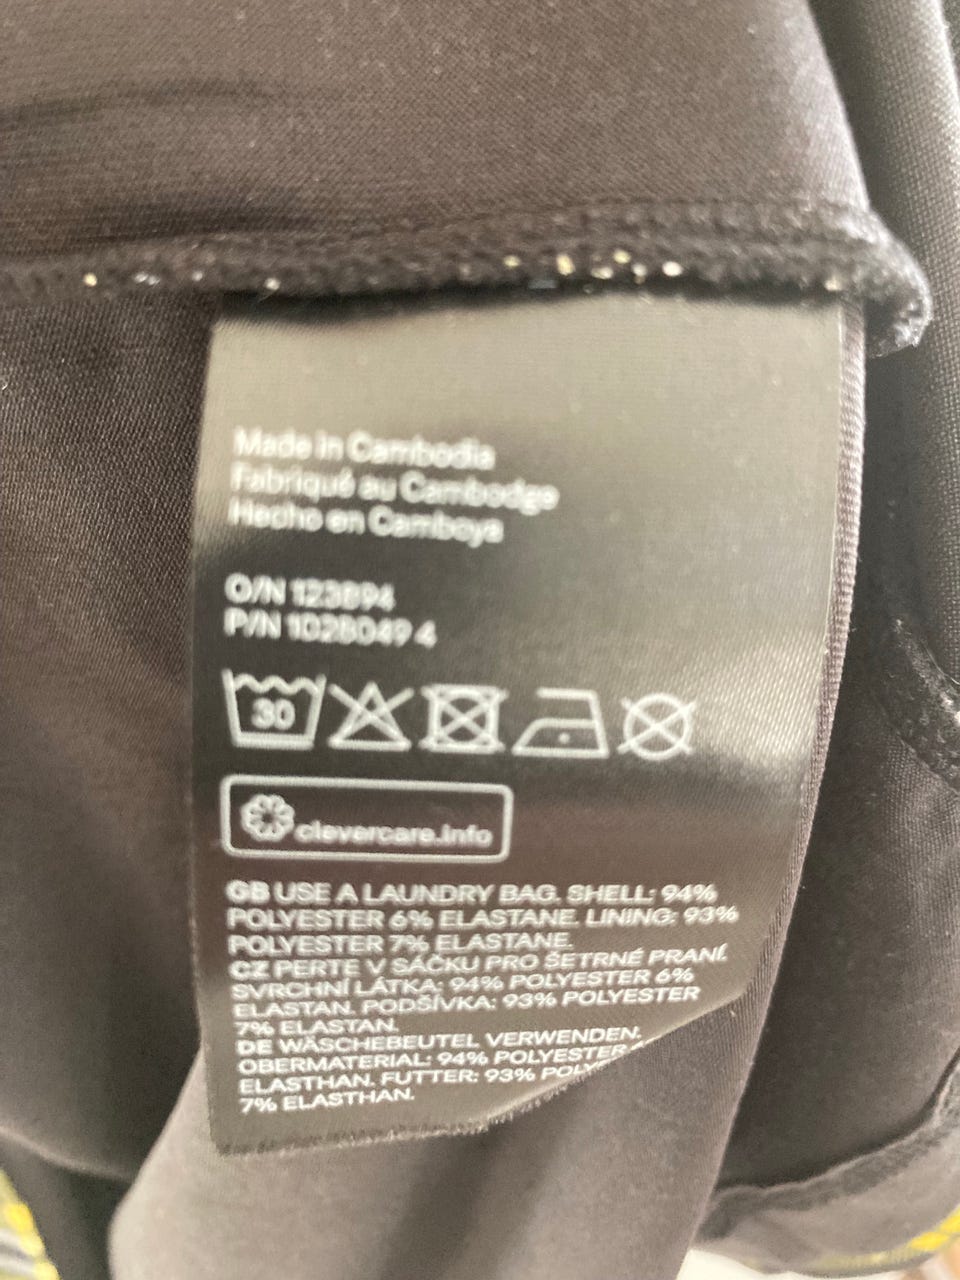 Made in Cambodia
Fabriqué au Cambodge
Hecho en Camboya
O/N 123894
P/N 1028049 4
30
clevercare.info
GB USE A LAUNDRY BAG. SHELL: 94%
POLYESTER 6% ELASTANE. LINING: 93%
POLYESTER 7% ELASTANE.
CZ PERTE V SÁČKU PRO ŠETRNÉ PRANÍ.
SVRCHNÍ LÁTKA: 94% POLYESTER 6%
ELASTAN. PODŠÍVKA: 93% POLYESTER
7% ELASTAN.
DE WÄSCHEBEUTEL VERWENDEN.
OBERMATERIAL: 94% POLYESTER
ELASTHAN. FUTTER: 93%
7% ELASTHAN.